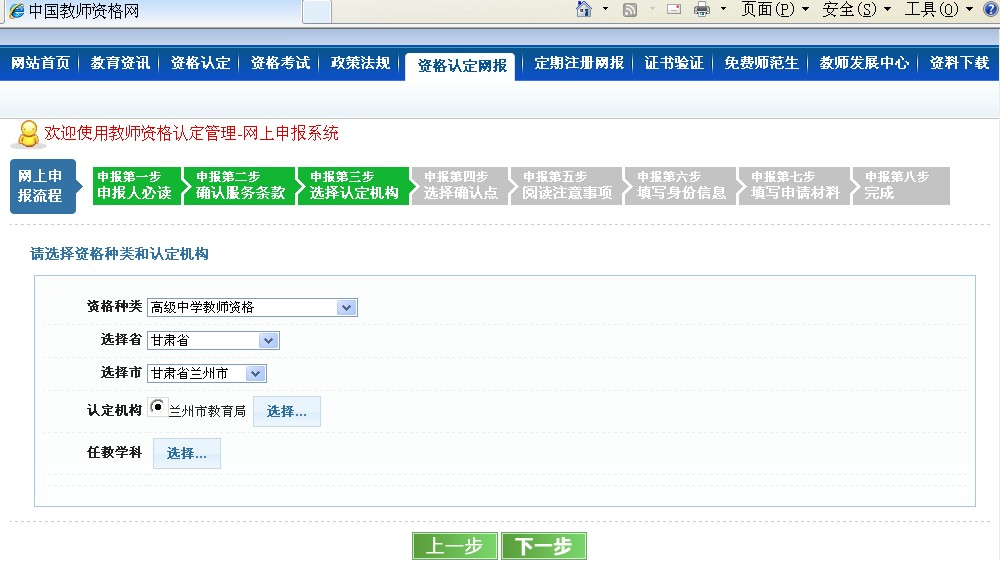 中国教师资格网
页面(P) 安全(S) 工具(O)
网站首页 教育资讯 资格认定 资格考试 政策法规 资格认定网报 定期注册网报 证书验证 免费师范生 教师发展中心 资料下载
欢迎使用教师资格认定管理-网上申报系统
网上申
报流程
申报第一步
申报人必读
申报第二步
确认服务条款
申报第三步
选择认定机构
申报第四步
选择确认点
申报第五步
阅读注意事项
申报第六步
填写身份信息
申报第七步
填写申请材料
申报第八步
完成
请选择资格种类和认定机构
资格种类 高级中学教师资格
选择省 甘肃省
选择市 甘肃省兰州市
认定机构 兰州市教育局 选择...
任教学科 选择...
上一步 下一步